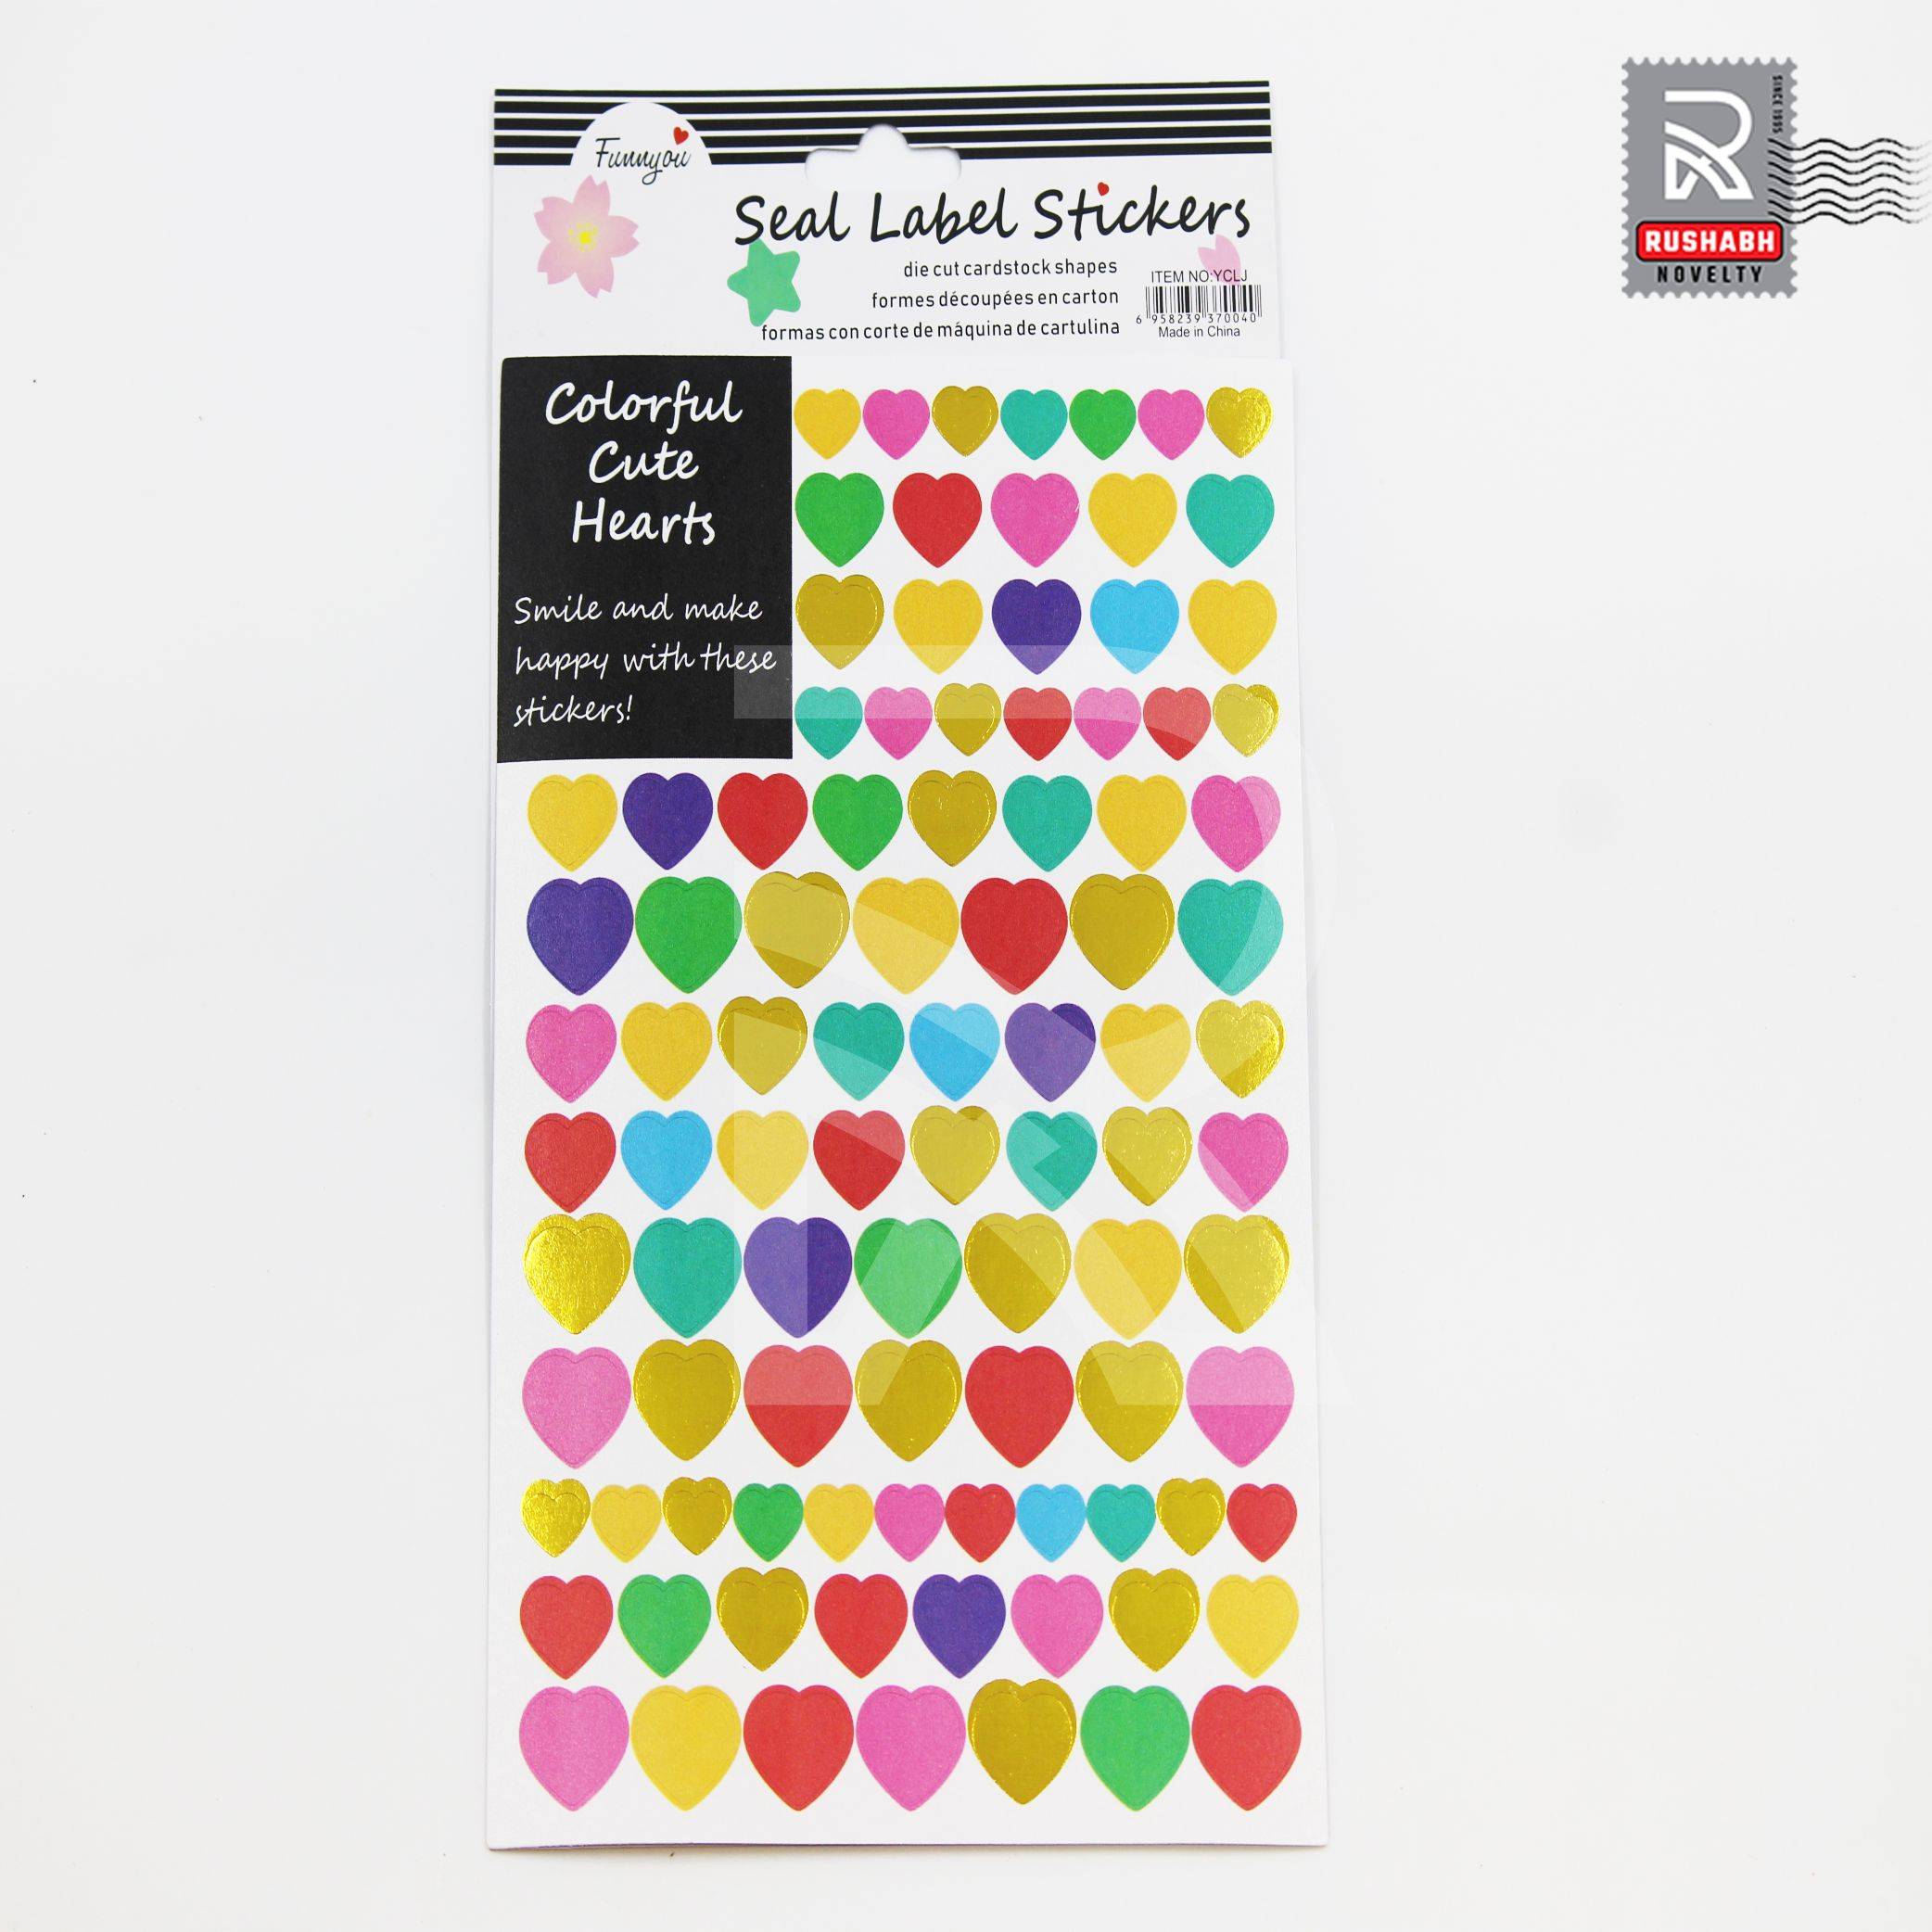 Funnyou
Seal Label Stickers
die cut cardstock shapes
formes découpées en carton
formas con corte de máquina de cartulina
ITEM NO:YCLJ
6 958239 370040
Made in China
Colorful
Cute
Hearts
Smile and make
happy with these
stickers!
SINCE 1995
R
RUSHABH
NOVELTY